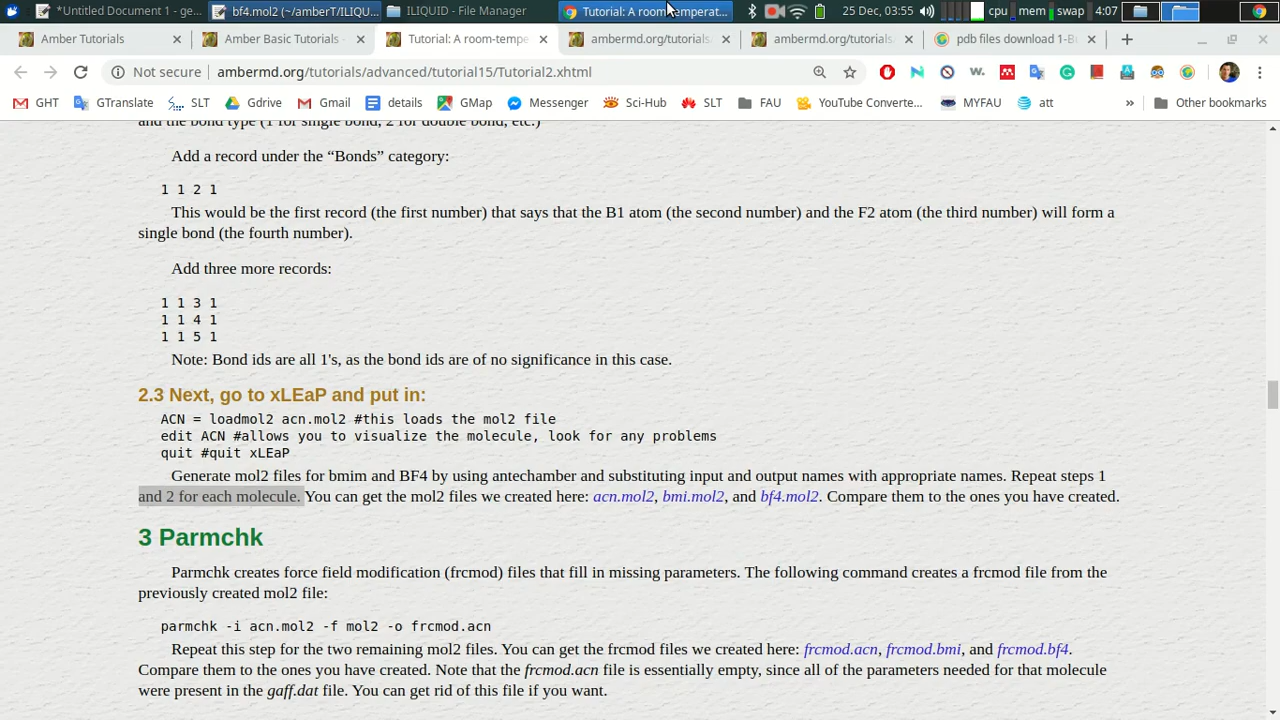 *Untitled Document 1 - ge... bf4.mol2 (~/amberT/ILIQU... ILIQUID - File Manager Tutorial: A room-temperat... 25 Dec, 03:55 cpu mem swap 4:07
Amber Tutorials Amber Basic Tutorials - Tutorial: A room-tempe ambermd.org/tutorials ambermd.org/tutorials pdb files download 1-Bu
Not secure ambermd.org/tutorials/advanced/tutorial15/Tutorial2.xhtml
GHT GTranslate SLT Gdrive Gmail details GMap Messenger Sci-Hub SLT FAU YouTube Converte... MYFAU att » Other bookmarks
and the bond type (1 for single bond, 2 for double bond, etc.)
Add a record under the “Bonds” category:
1 1 2 1
This would be the first record (the first number) that says that the B1 atom (the second number) and the F2 atom (the third number) will form a
single bond (the fourth number).
Add three more records:
1 1 3 1
1 1 4 1
1 1 5 1
Note: Bond ids are all 1's, as the bond ids are of no significance in this case.
2.3 Next, go to xLEaP and put in:
ACN = loadmol2 acn.mol2 #this loads the mol2 file
edit ACN #allows you to visualize the molecule, look for any problems
quit #quit xLEaP
Generate mol2 files for bmim and BF4 by using antechamber and substituting input and output names with appropriate names. Repeat steps 1
and 2 for each molecule. You can get the mol2 files we created here: acn.mol2, bmi.mol2, and bf4.mol2. Compare them to the ones you have created.
3 Parmchk
Parmchk creates force field modification (frcmod) files that fill in missing parameters. The following command creates a frcmod file from the
previously created mol2 file:
parmchk -i acn.mol2 -f mol2 -o frcmod.acn
Repeat this step for the two remaining mol2 files. You can get the frcmod files we created here: frcmod.acn, frcmod.bmi, and frcmod.bf4.
Compare them to the ones you have created. Note that the frcmod.acn file is essentially empty, since all of the parameters needed for that molecule
were present in the gaff.dat file. You can get rid of this file if you want.